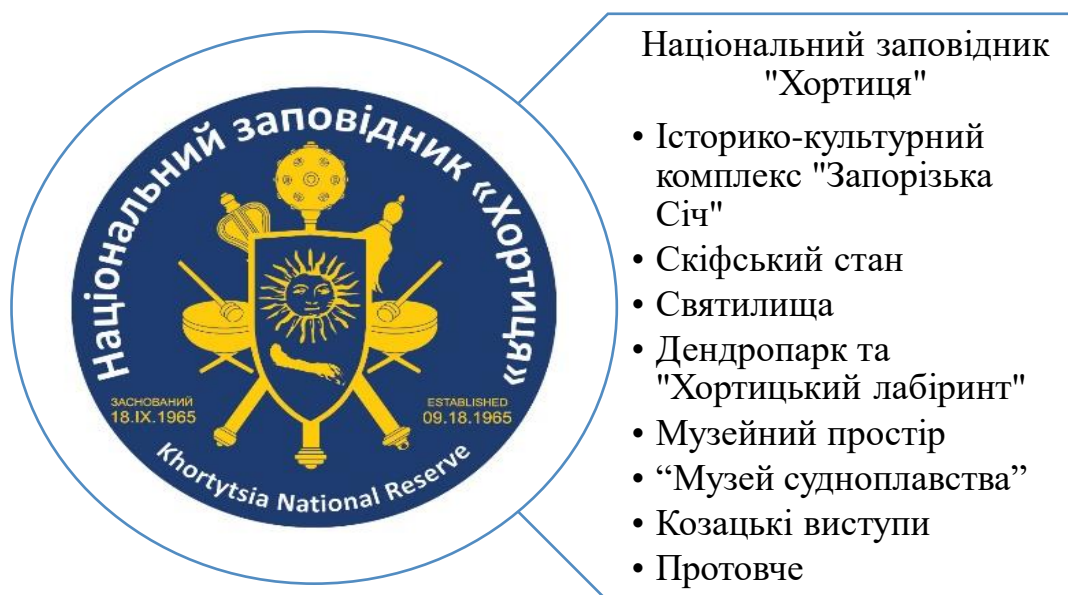 Національний заповідник «Хортиця»
ЗАСНОВАНИЙ
18.IX.1965
ESTABLISHED
09.18.1965
Khortytsia National Reserve
Національний заповідник
"Хортиця"
• Історико-культурний
комплекс "Запорізька
Січ"
• Скіфський стан
• Святилища
• Дендропарк та
"Хортицький лабіринт"
• Музейний простір
• “Музей судноплавства”
• Козацькі виступи
• Протовче